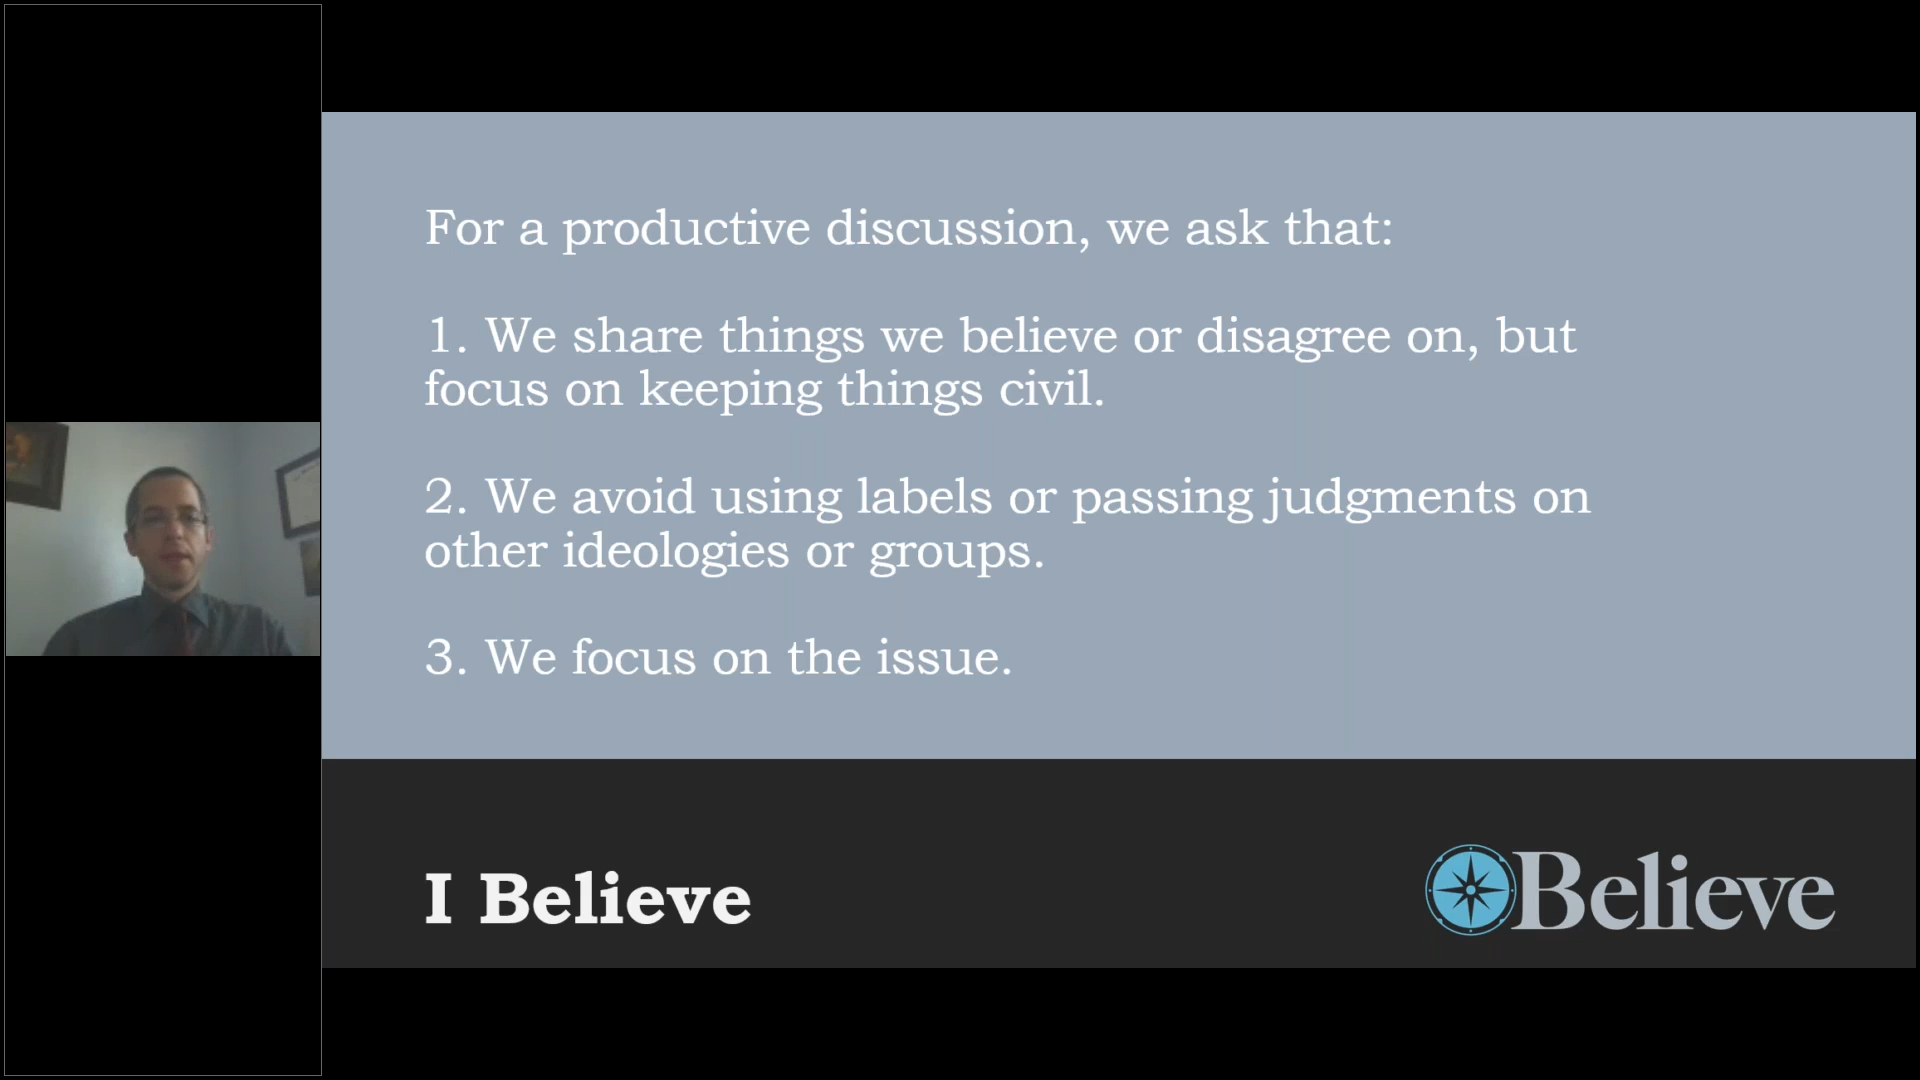 For a productive discussion, we ask that:
1. We share things we believe or disagree on, but
focus on keeping things civil.
2. We avoid using labels or passing judgments on
other ideologies or groups.
3. We focus on the issue.
I Believe
Believe